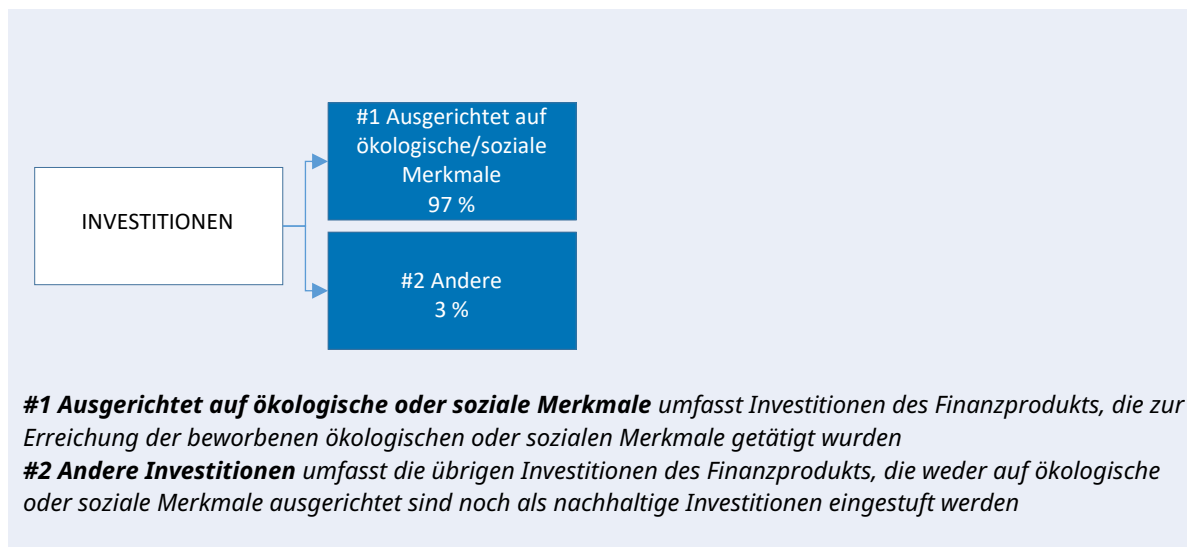 #1 Ausgerichtet auf
ökologische/soziale
Merkmale
97 %
INVESTITIONEN
#2 Andere
3 %
#1 Ausgerichtet auf ökologische oder soziale Merkmale umfasst Investitionen des Finanzprodukts, die zur
Erreichung der beworbenen ökologischen oder sozialen Merkmale getätigt wurden
#2 Andere Investitionen umfasst die übrigen Investitionen des Finanzprodukts, die weder auf ökologische
oder soziale Merkmale ausgerichtet sind noch als nachhaltige Investitionen eingestuft werden